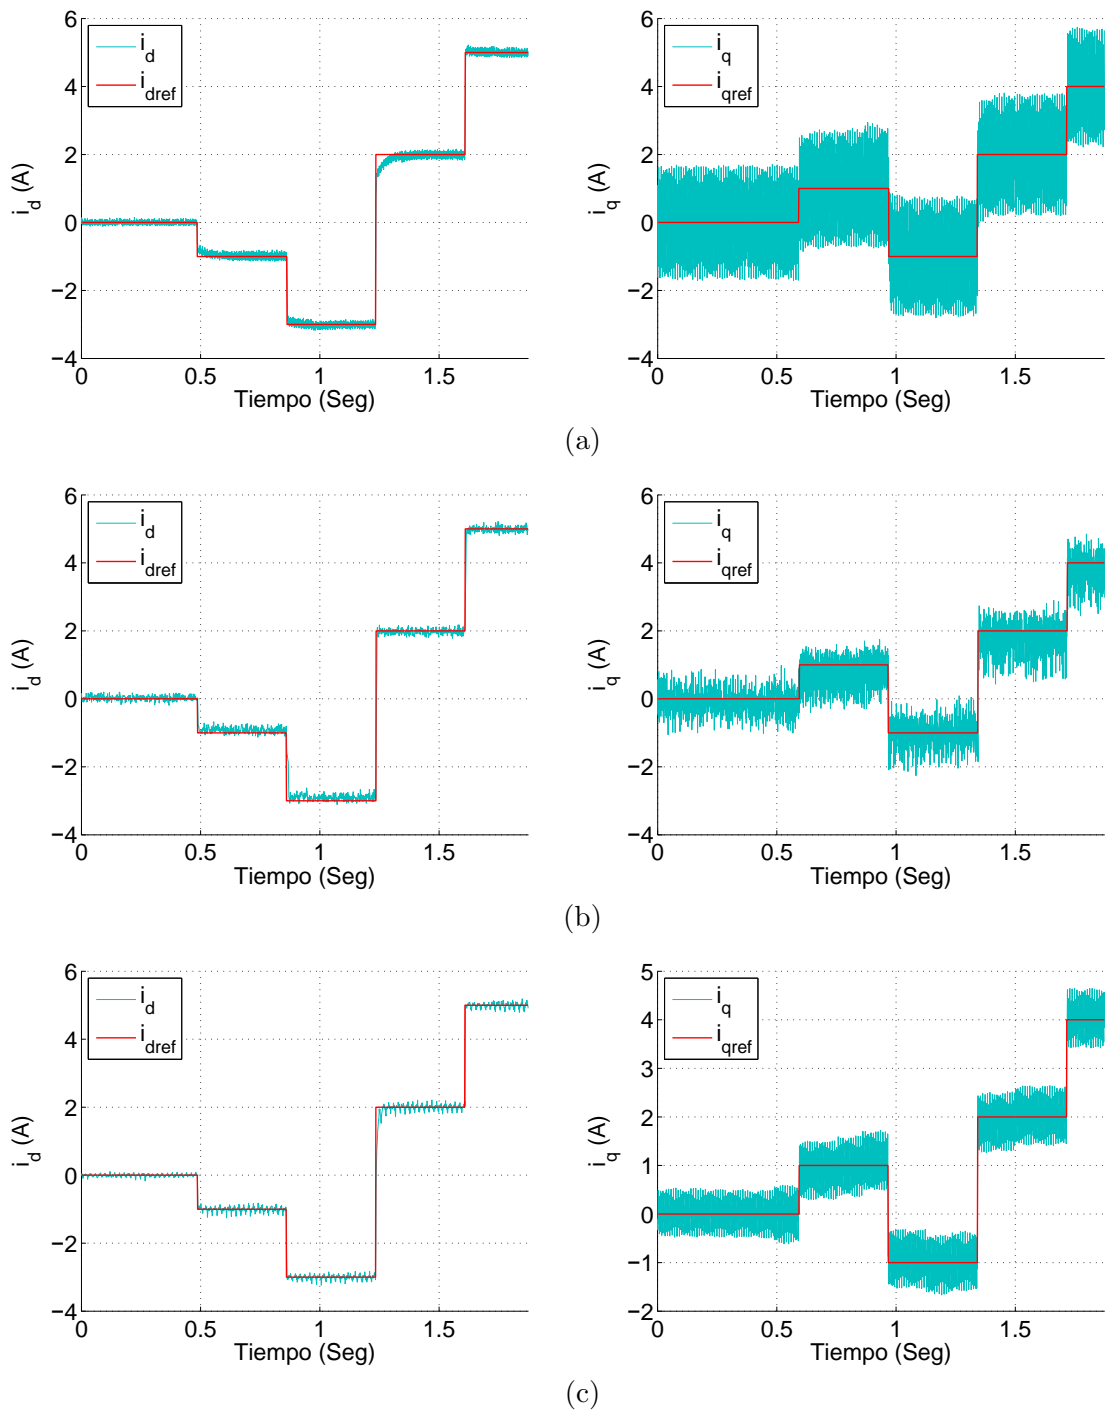 6
4
2
0
−2
−4
i_d (A)
i_d
i_dref
0
0.5
1
1.5
Tiempo (Seg)
6
4
2
0
−2
−4
i_q (A)
i_q
i_qref
0
0.5
1
1.5
Tiempo (Seg)
(a)
6
4
2
0
−2
−4
i_d (A)
i_d
i_dref
0
0.5
1
1.5
Tiempo (Seg)
6
4
2
0
−2
−4
i_q (A)
i_q
i_qref
0
0.5
1
1.5
Tiempo (Seg)
(b)
6
4
2
0
−2
−4
i_d (A)
i_d
i_dref
0
0.5
1
1.5
Tiempo (Seg)
5
4
3
2
1
0
−1
−2
i_q (A)
i_q
i_qref
0
0.5
1
1.5
Tiempo (Seg)
(c)